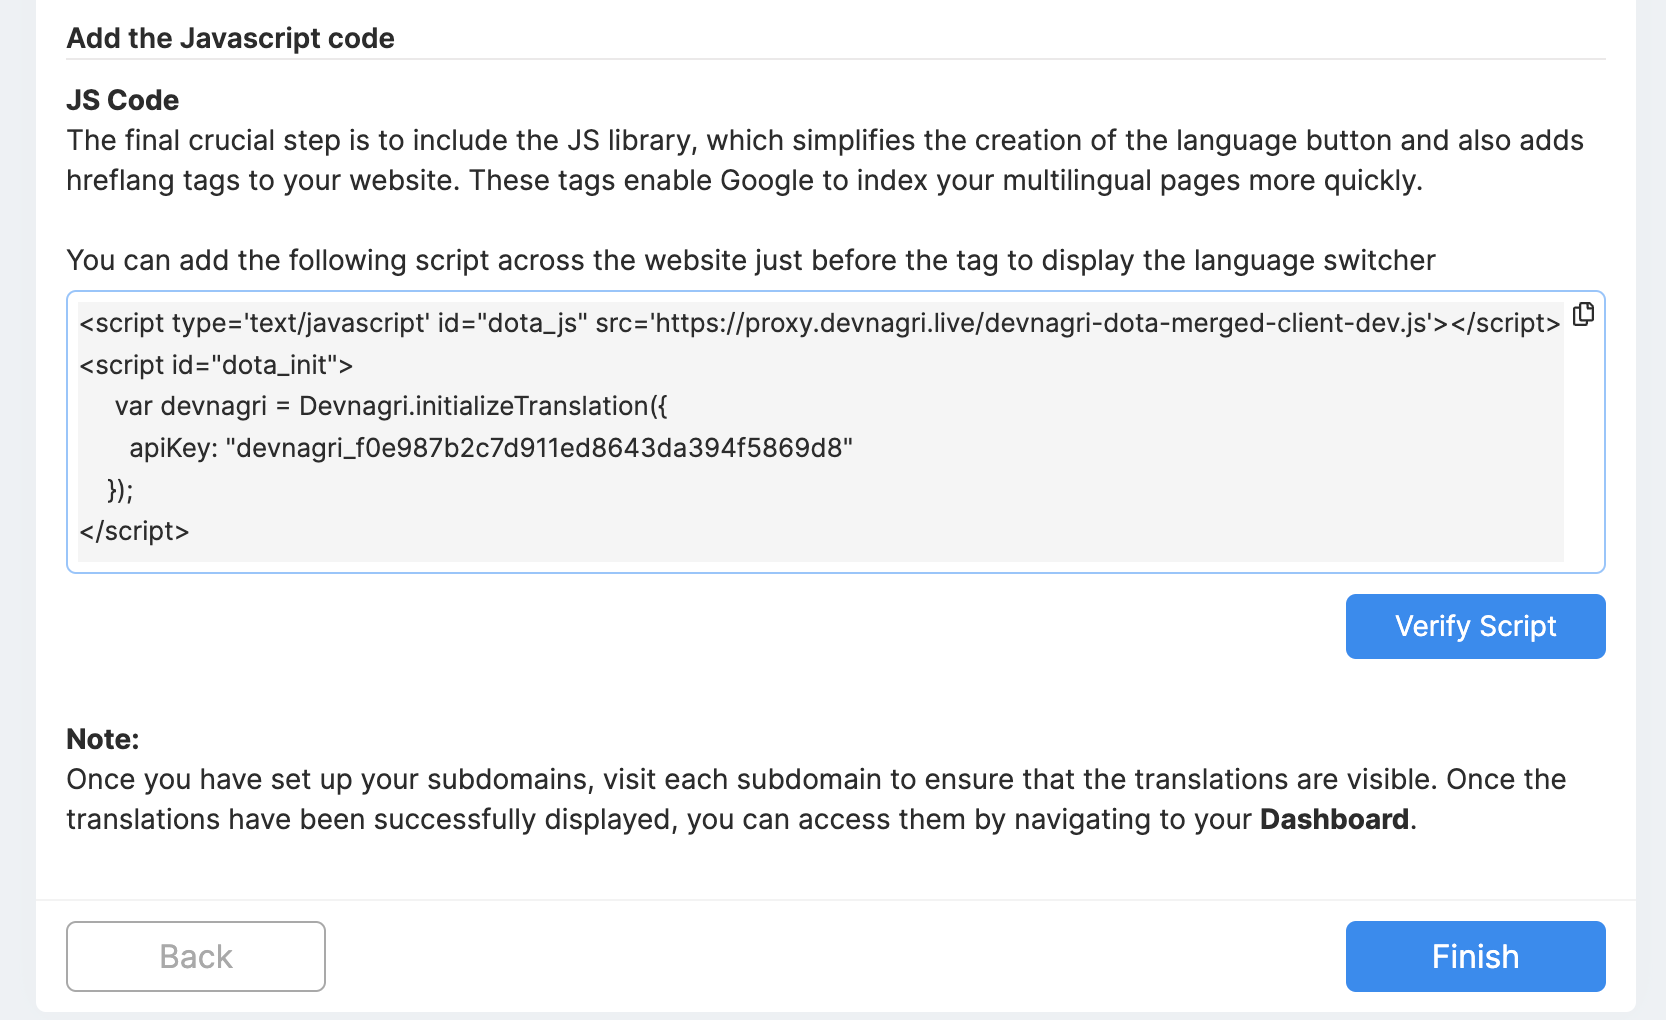 Add the Javascript code
JS Code
The final crucial step is to include the JS library, which simplifies the creation of the language button and also adds
hreflang tags to your website. These tags enable Google to index your multilingual pages more quickly.
You can add the following script across the website just before the tag to display the language switcher
<script type='text/javascript' id="dota_js" src='https://proxy.devnagri.live/devnagri-dota-merged-client-dev.js'></script>
<script id="dota_init">
var devnagri = Devnagri.initializeTranslation({
apiKey: "devnagri_f0e987b2c7d911ed8643da394f5869d8"
});
</script>
Verify Script
Note:
Once you have set up your subdomains, visit each subdomain to ensure that the translations are visible. Once the
translations have been successfully displayed, you can access them by navigating to your Dashboard.
Back
Finish